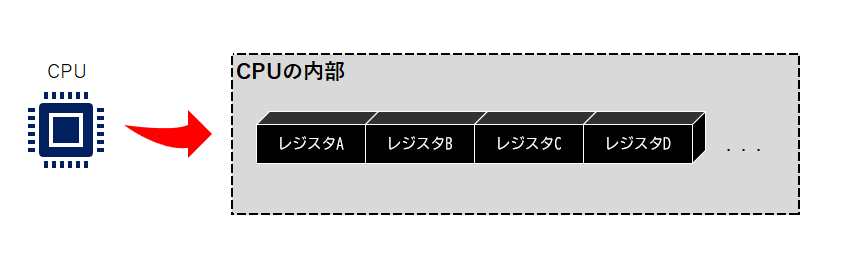 CPU
CPUの内部
レジスタA
レジスタB
レジスタC
レジスタD
. . .